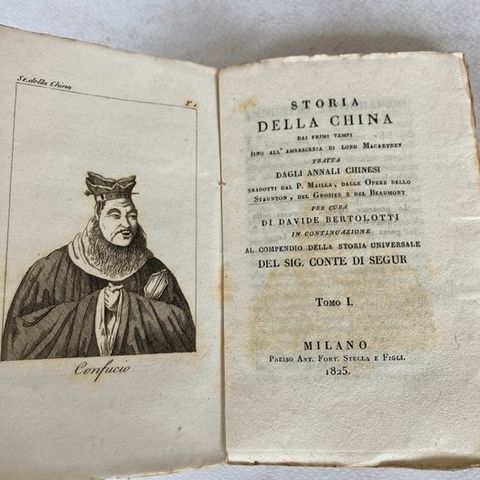 St. della China
T. 1
Confucio
STORIA
DELLA CHINA
DAI PRIMI TEMPI
SINO ALL' AMBASCERIA DI LORD MACARTNEY
TRATTA
DAGLI ANNALI CHINESI
TRADOTTI DAL P. MAILLA, DALLE OPERE DELLO
STAUNTON, DEL GROSIER E DEL BEAUMONT
PER CURA
DI DAVIDE BERTOLOTTI
IN CONTINUAZIONE
AL COMPENDIO DELLA STORIA UNIVERSALE
DEL SIG. CONTE DI SEGUR
TOMO I.
MILANO
PRESSO ANT. FORT. STELLA E FIGLI.
1825.